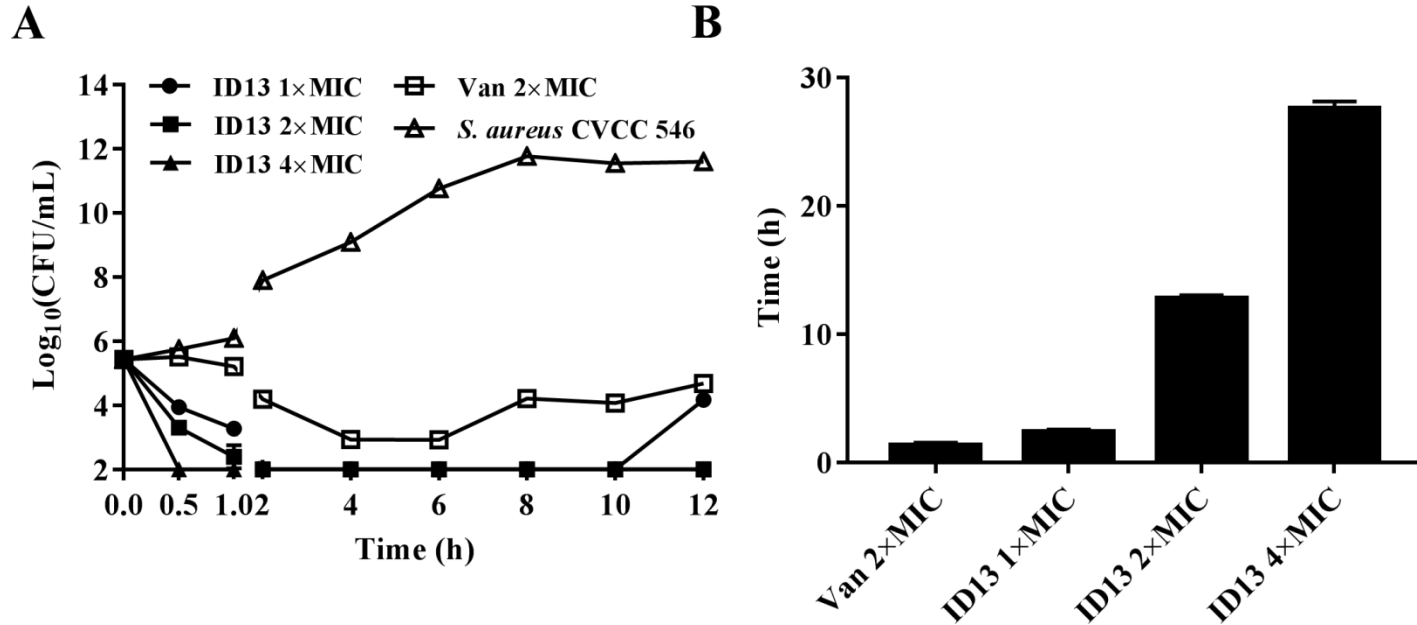 A
B
ID13 1×MIC
ID13 2×MIC
ID13 4×MIC
Van 2×MIC
S. aureus CVCC 546
Log10(CFU/mL)
14
12
10
8
6
4
2
0.0 0.5 1.02 4 6 8 10 12
Time (h)
Time (h)
30
20
10
0
Van 2×MIC
ID13 1×MIC
ID13 2×MIC
ID13 4×MIC